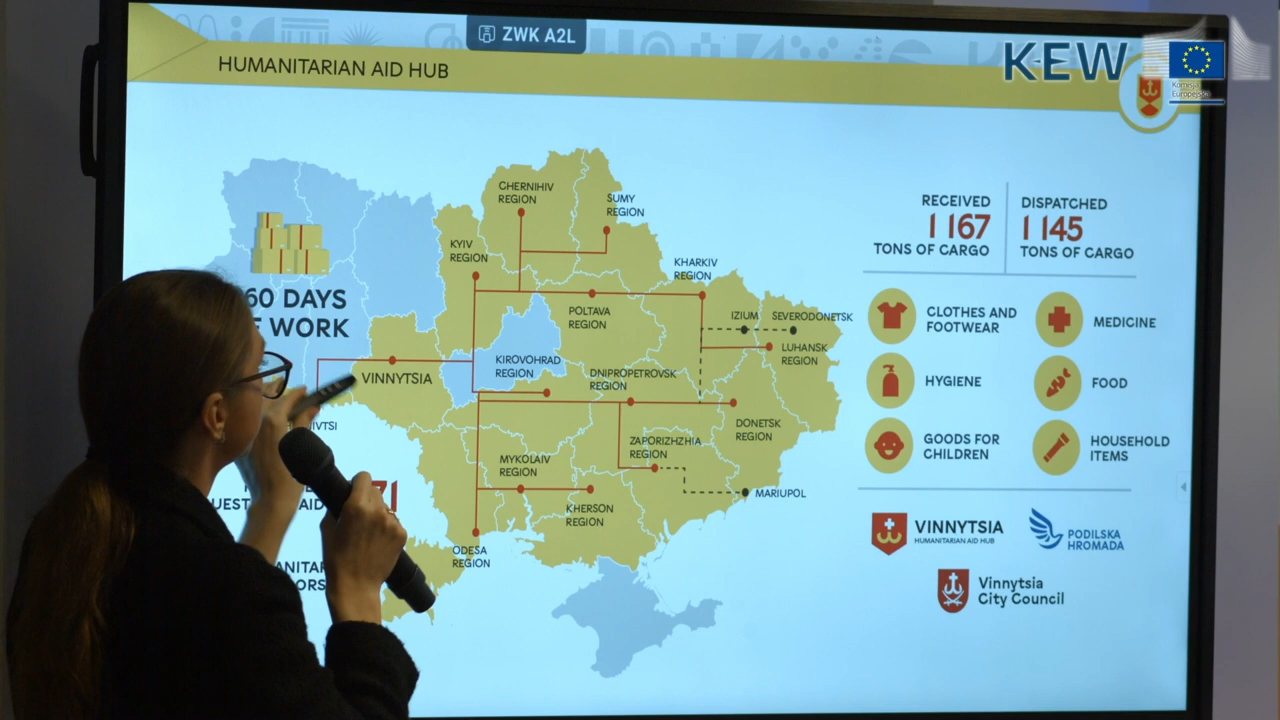 ZWK A2L
KEW
Komisja
Europejska
HUMANITARIAN AID HUB
60 DAYS
WORK
CHERNIHIV
REGION
SUMY
REGION
KYIV
REGION
KHARKIV
REGION
POLTAVA
REGION
IZIUM
SEVERODONETSK
LUHANSK
REGION
KIROVOHRAD
REGION
VINNYTSIA
DNIPROPETROVSK
REGION
DONETSK
REGION
ZAPORIZHZHIA
REGION
MYKOLAIV
REGION
KHERSON
REGION
MARIUPOL
ODESA
REGION
RECEIVED
1 167
TONS OF CARGO
DISPATCHED
1 145
TONS OF CARGO
CLOTHES AND
FOOTWEAR
MEDICINE
HYGIENE
FOOD
GOODS FOR
CHILDREN
HOUSEHOLD
ITEMS
VINNYTSIA
HUMANITARIAN AID HUB
PODILSKA
HROMADA
Vinnytsia
City Council